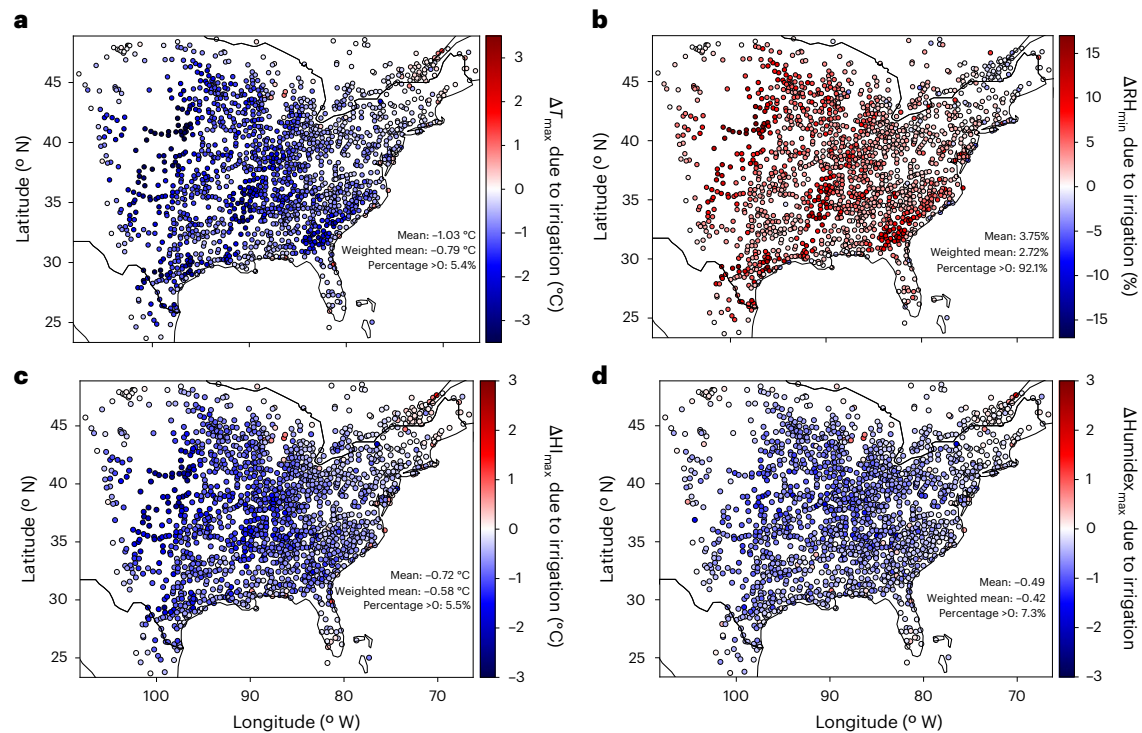 a
b
3
2
1
0
−1
−2
−3
ΔTmax due to irrigation (°C)
45
40
35
30
25
Latitude (° N)
Mean: −1.03 °C
Weighted mean: −0.79 °C
Percentage >0: 5.4%
15
10
5
0
−5
−10
−15
ΔRHmin due to irrigation (%)
45
40
35
30
25
Latitude (° N)
Mean: 3.75%
Weighted mean: 2.72%
Percentage >0: 92.1%
c
d
3
2
1
0
−1
−2
−3
ΔHImax due to irrigation (°C)
45
40
35
30
25
Latitude (° N)
Mean: −0.72 °C
Weighted mean: −0.58 °C
Percentage >0: 5.5%
100
90
80
70
Longitude (° W)
3
2
1
0
−1
−2
−3
ΔHumidexmax due to irrigation
45
40
35
30
25
Latitude (° N)
Mean: −0.49
Weighted mean: −0.42
Percentage >0: 7.3%
100
90
80
70
Longitude (° W)